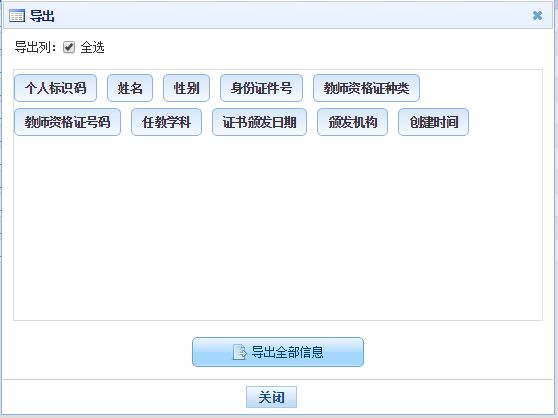 导出
导出列: 全选
个人标识码 姓名 性别 身份证件号 教师资格证种类
教师资格证号码 任教学科 证书颁发日期 颁发机构 创建时间
导出全部信息
关闭